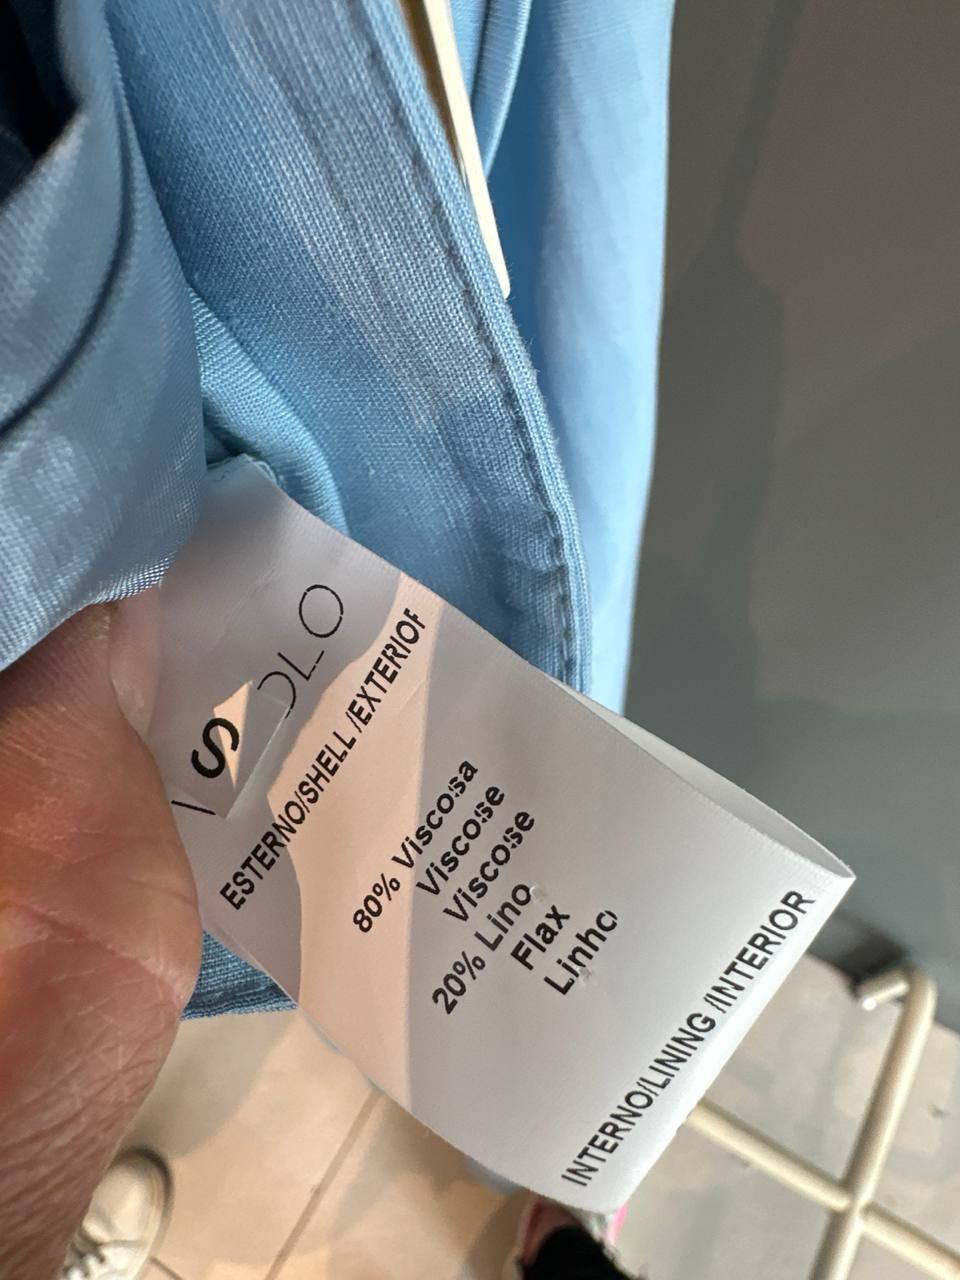 ESTERNO/SHELL/EXTERIOR
80% Viscosa
Viscose
Viscose
20% Lino
Flax
Linho
INTERNO/LINING/INTERIOR